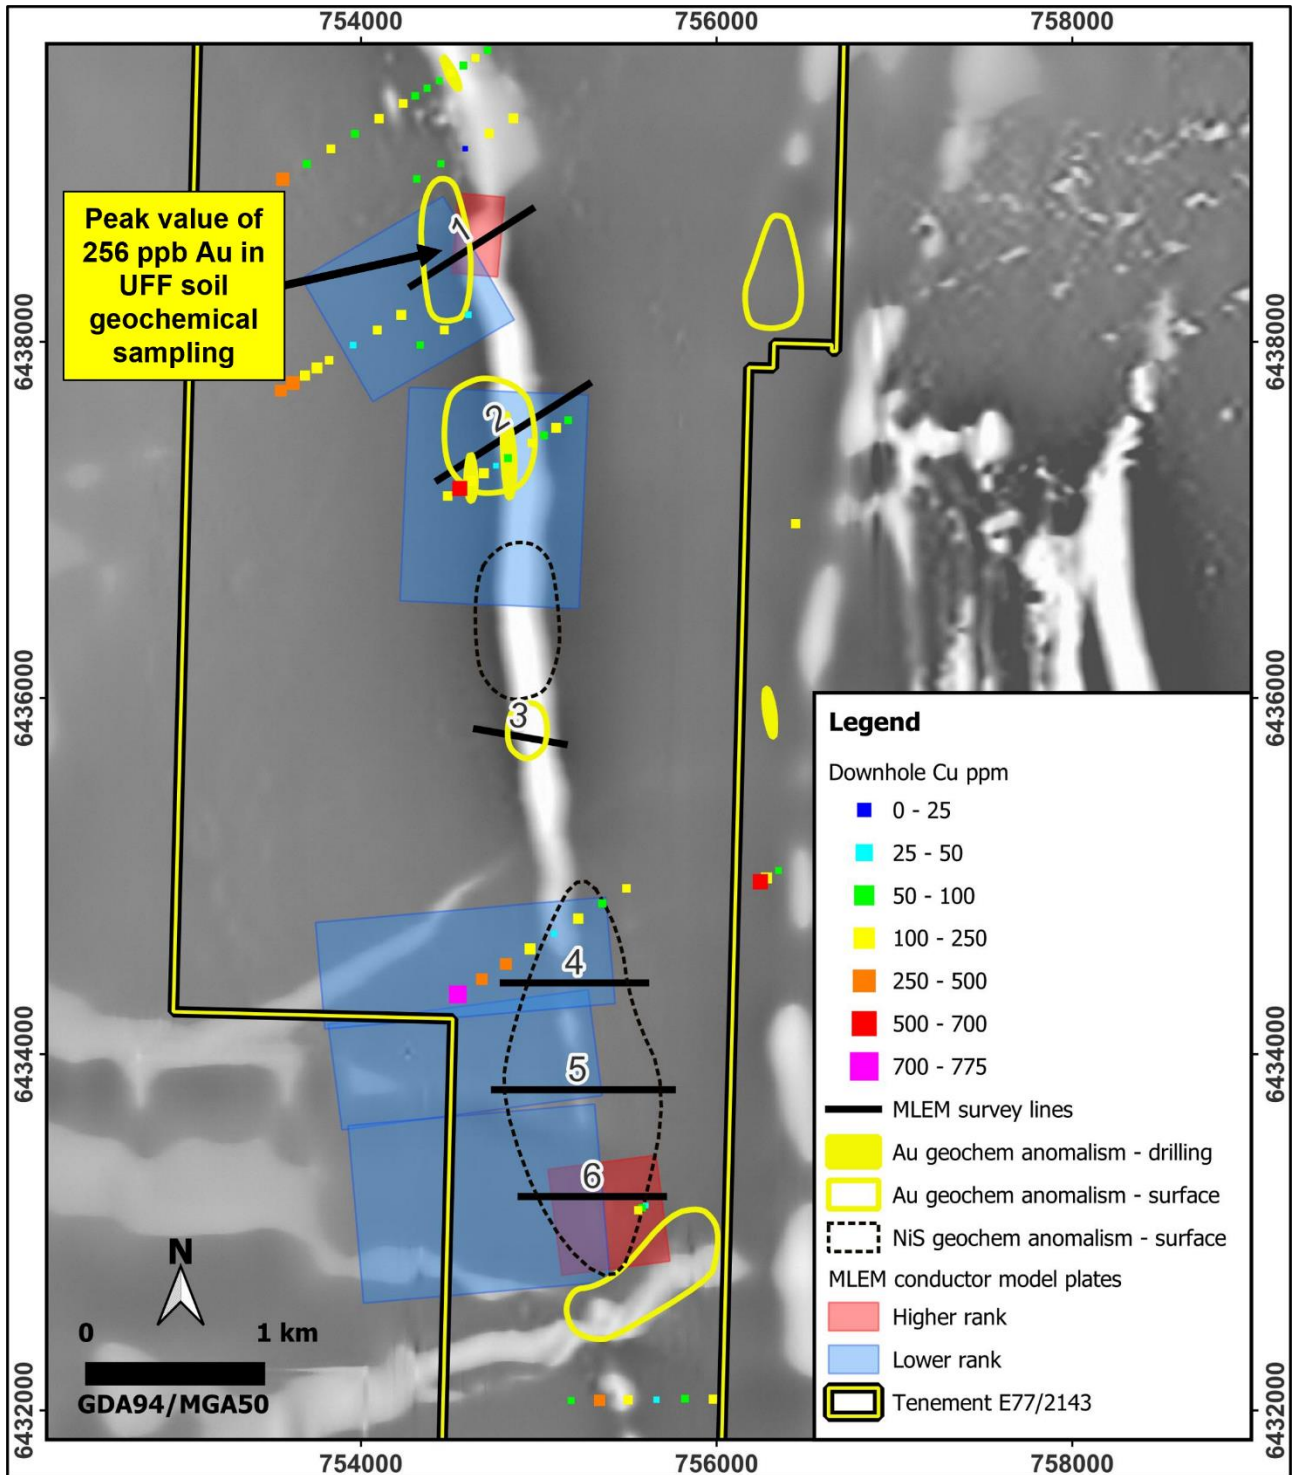 754000 756000 758000
Peak value of
256 ppb Au in
UFF soil
geochemical
sampling
1
6438000 6438000
2
6436000 6436000
3
4
6434000 6434000
5
6
6432000 6432000
N
0 1 km
GDA94/MGA50
Legend
Downhole Cu ppm
0 - 25
25 - 50
50 - 100
100 - 250
250 - 500
500 - 700
700 - 775
MLEM survey lines
Au geochem anomalism - drilling
Au geochem anomalism - surface
NiS geochem anomalism - surface
MLEM conductor model plates
Higher rank
Lower rank
Tenement E77/2143
754000 756000 758000